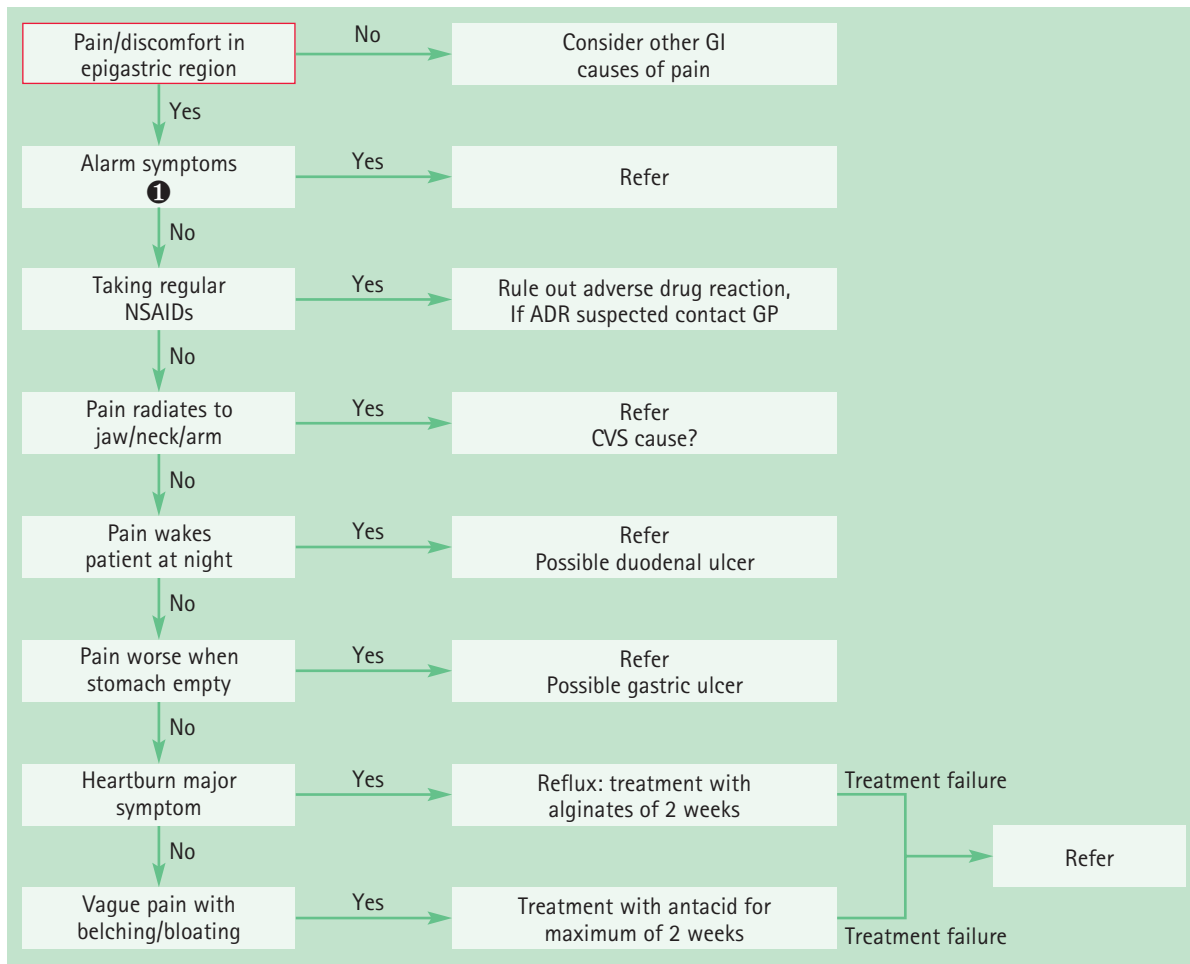 Pain/discomfort in
epigastric region
No
Consider other GI
causes of pain
Yes
Alarm symptoms
❶
Yes
Refer
No
Taking regular
NSAIDs
Yes
Rule out adverse drug reaction,
If ADR suspected contact GP
No
Pain radiates to
jaw/neck/arm
Yes
Refer
CVS cause?
No
Pain wakes
patient at night
Yes
Refer
Possible duodenal ulcer
No
Pain worse when
stomach empty
Yes
Refer
Possible gastric ulcer
No
Heartburn major
symptom
Yes
Reflux: treatment with
alginates of 2 weeks
Treatment failure
Refer
No
Vague pain with
belching/bloating
Yes
Treatment with antacid for
maximum of 2 weeks
Treatment failure